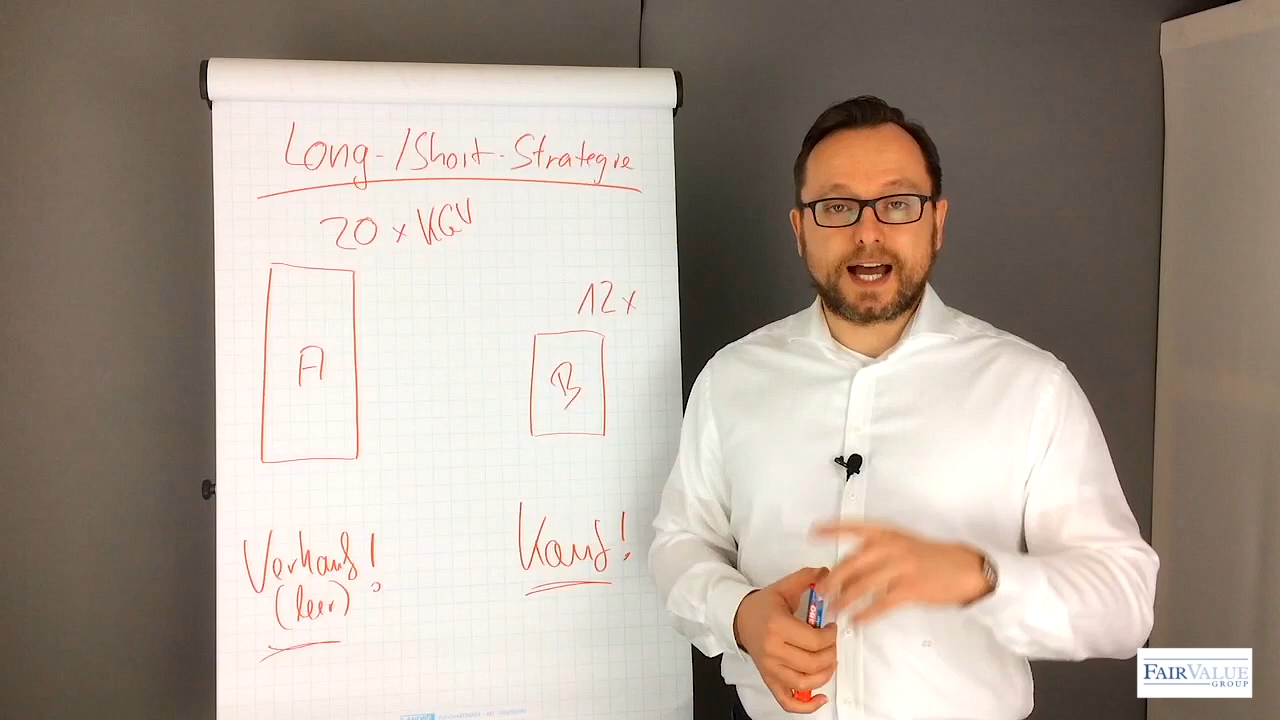 Long-/Short-Strategie
20 x KGV
12 x
A
B
Verkauf!
(leer)
Kauf!
FAIRVALUE
GROUP